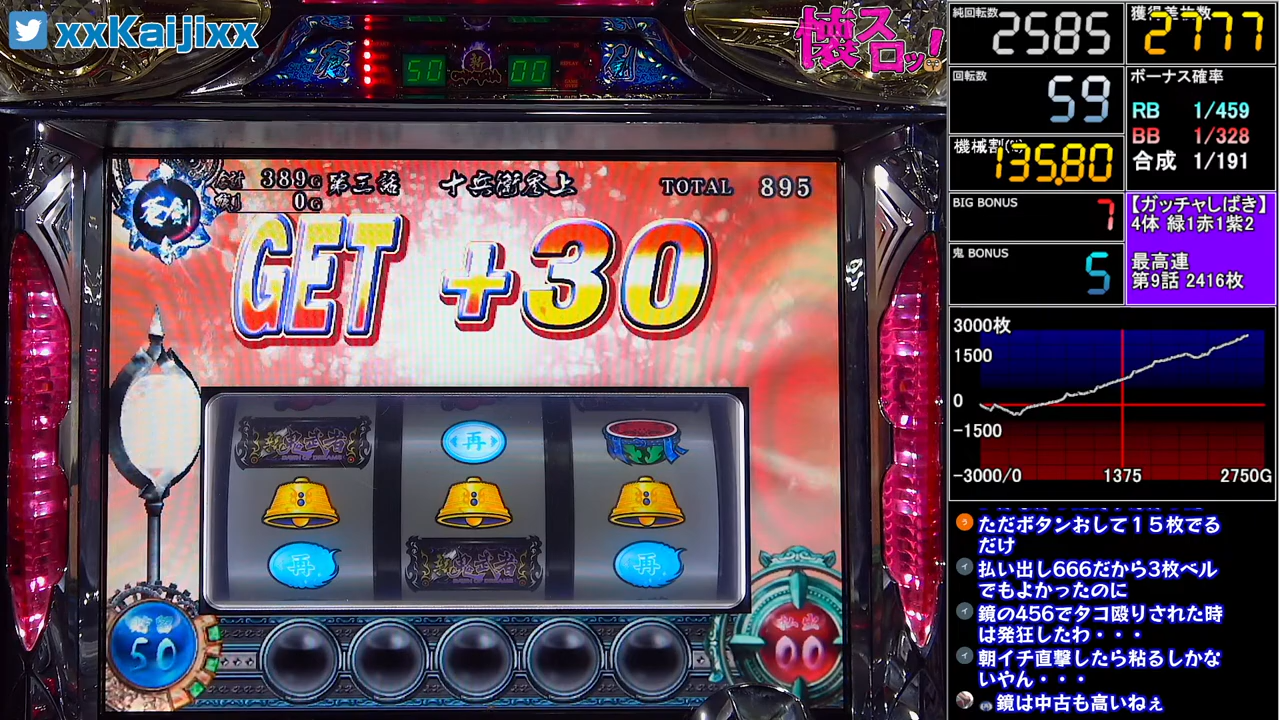 xxKaijixx
懐スロッ!
50
00
蒼剣
389G
0G
第三話
十兵衛参上
TOTAL 895
GET +30
再
再
再
貯留
50
払出
00
純回転数
2585
獲得差枚数
2777
回転数
59
ボーナス確率
RB 1/459
BB 1/328
合成 1/191
機械割(%)
135.80
BIG BONUS
7
鬼 BONUS
5
【ガッチャしばき】
4体 緑1赤1紫2
最高連
第9話 2416枚
3000枚
1500
0
-1500
-3000/0
1375
2750G
ただボタンおして１５枚でる
だけ
払い出し666だから3枚ベル
でもよかったのに
鏡の456でタコ殴りされた時
は発狂したわ・・・
朝イチ直撃したら粘るしかな
いやん・・・
鏡は中古も高いねぇ